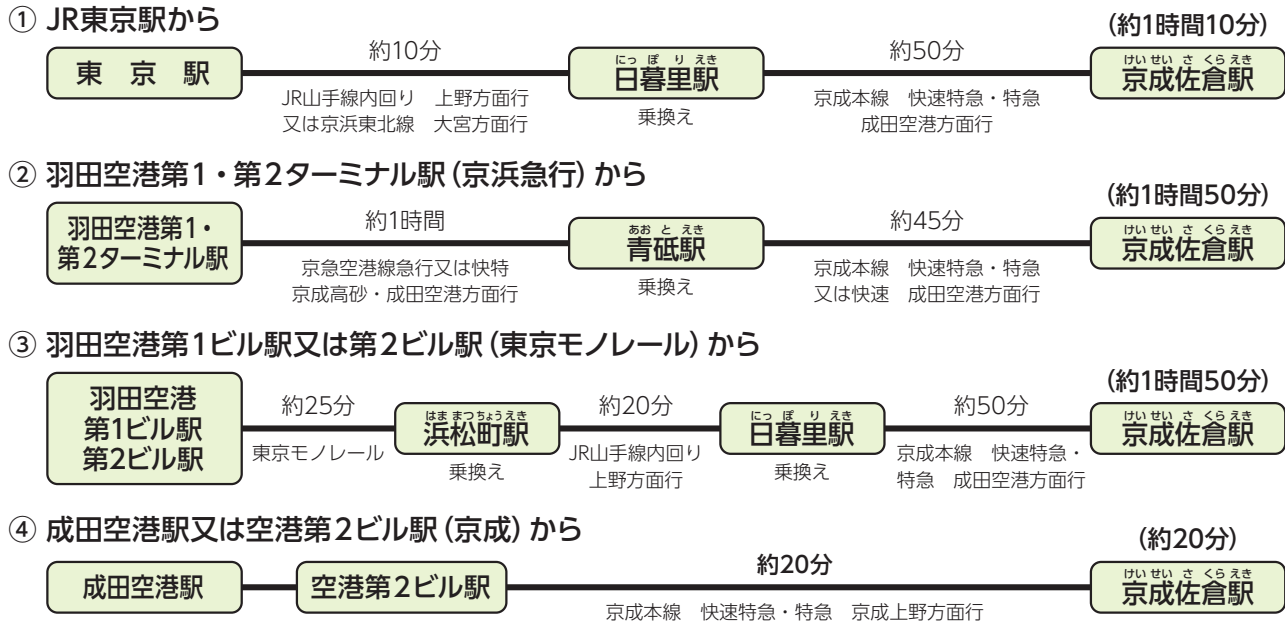 ① JR東京駅から
(約1時間10分)
東 京 駅
約10分
JR山手線内回り 上野方面行
又は京浜東北線 大宮方面行
にっぽりえき
日暮里駅
乗換え
約50分
京成本線 快速特急・特急
成田空港方面行
けいせいさくらえき
京成佐倉駅
② 羽田空港第1・第2ターミナル駅(京浜急行)から
(約1時間50分)
羽田空港第1・
第2ターミナル駅
約1時間
京急空港線急行又は快特
京成高砂・成田空港方面行
あおとえき
青砥駅
乗換え
約45分
京成本線 快速特急・特急
又は快速 成田空港方面行
けいせいさくらえき
京成佐倉駅
③ 羽田空港第1ビル駅又は第2ビル駅(東京モノレール)から
(約1時間50分)
羽田空港
第1ビル駅
第2ビル駅
約25分
東京モノレール
はままつちょうえき
浜松町駅
乗換え
約20分
JR山手線内回り
上野方面行
にっぽりえき
日暮里駅
乗換え
約50分
京成本線 快速特急・
特急 成田空港方面行
けいせいさくらえき
京成佐倉駅
④ 成田空港駅又は空港第2ビル駅(京成)から
(約20分)
成田空港駅
空港第2ビル駅
約20分
京成本線 快速特急・特急 京成上野方面行
けいせいさくらえき
京成佐倉駅